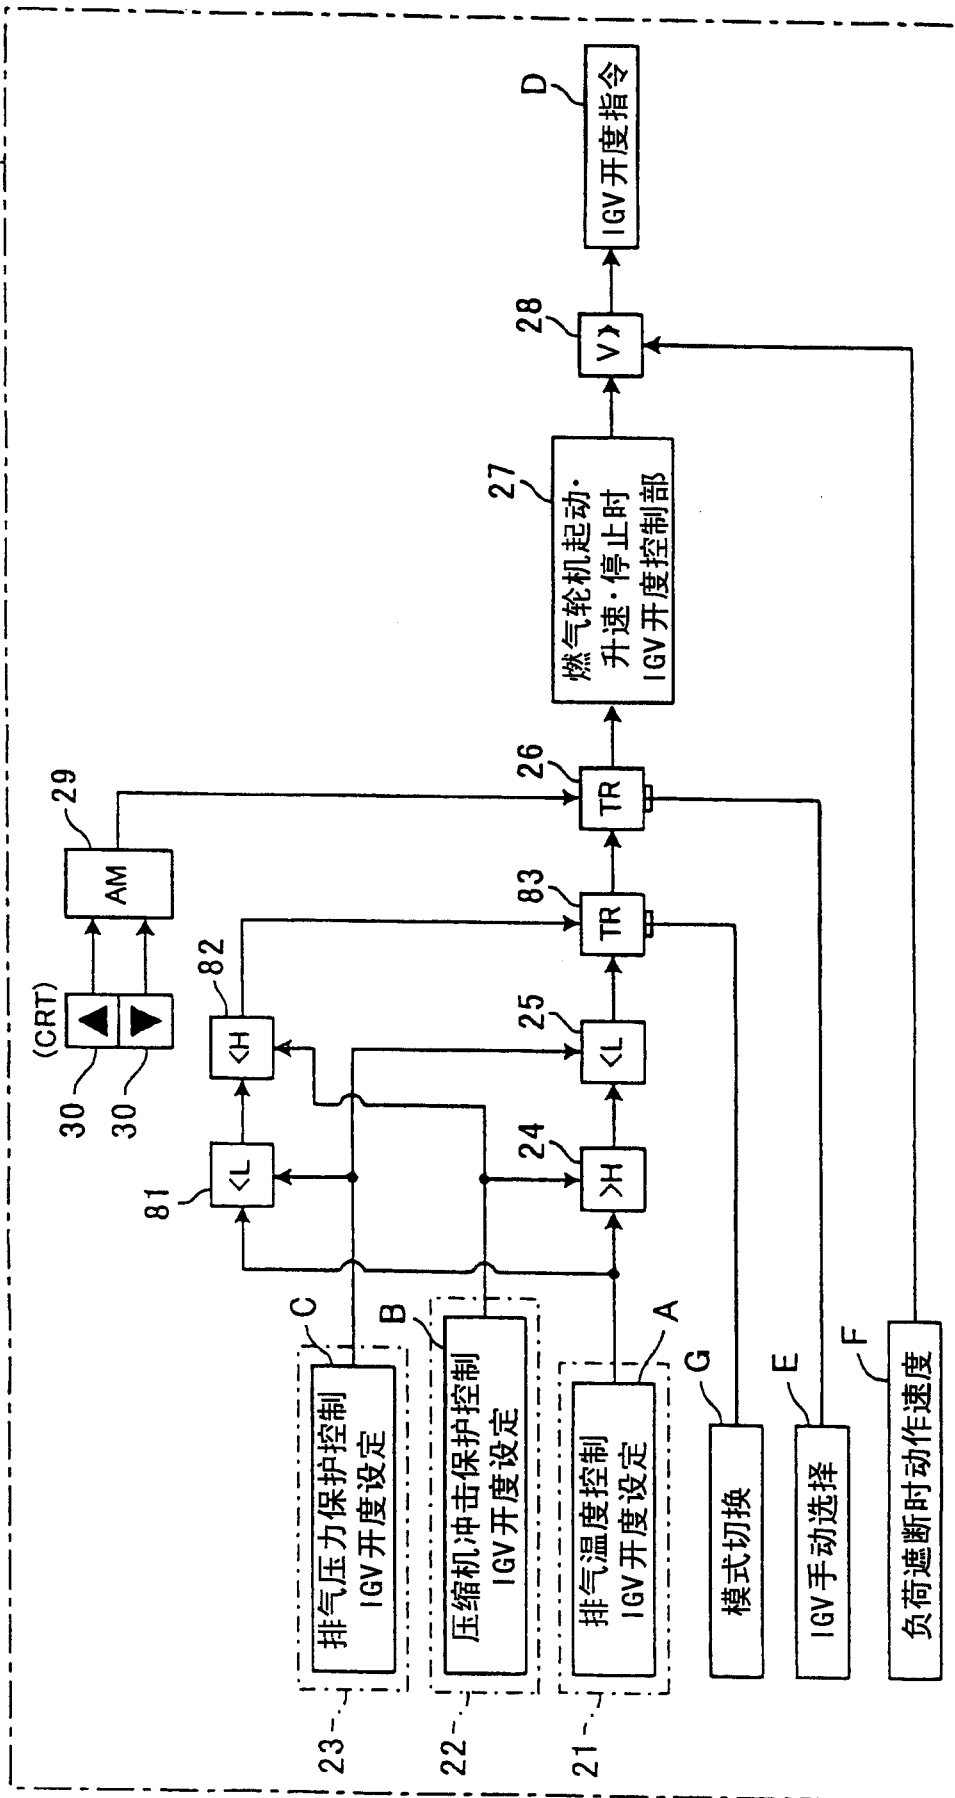 (CRT)
30
30
29
AM
81
<L
82
<H
23
C
排气压力保护控制
IGV开度设定
22
B
压缩机冲击保护控制
IGV开度设定
21
A
排气温度控制
IGV开度设定
24
>H
25
<L
83
TR
26
TR
27
燃气轮机起动·
升速·停止时
IGV开度控制部
28
V≯
D
IGV开度指令
G
模式切换
E
IGV手动选择
F
负荷遮断时动作速度